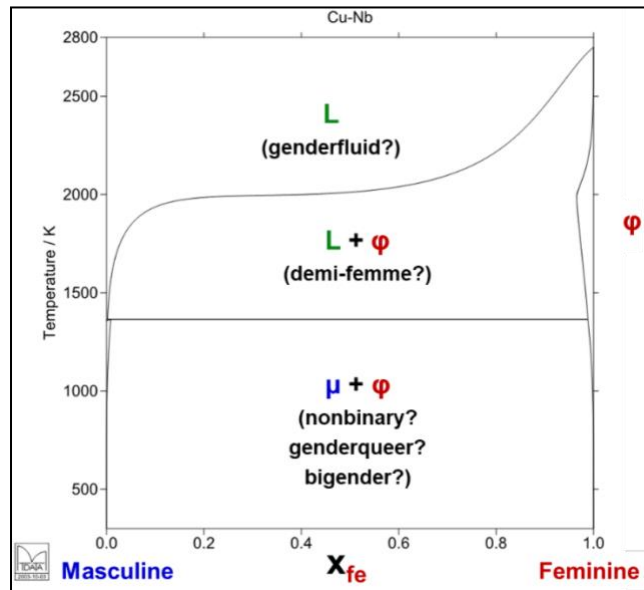 Cu-Nb
2800
2500
2000
1500
1000
500
Temperature / K
L
(genderfluid?)
L + φ
(demi-femme?)
φ
μ + φ
(nonbinary?
genderqueer?
bigender?)
0.0 0.2 0.4 0.6 0.8 1.0
Masculine
Xfe
Feminine